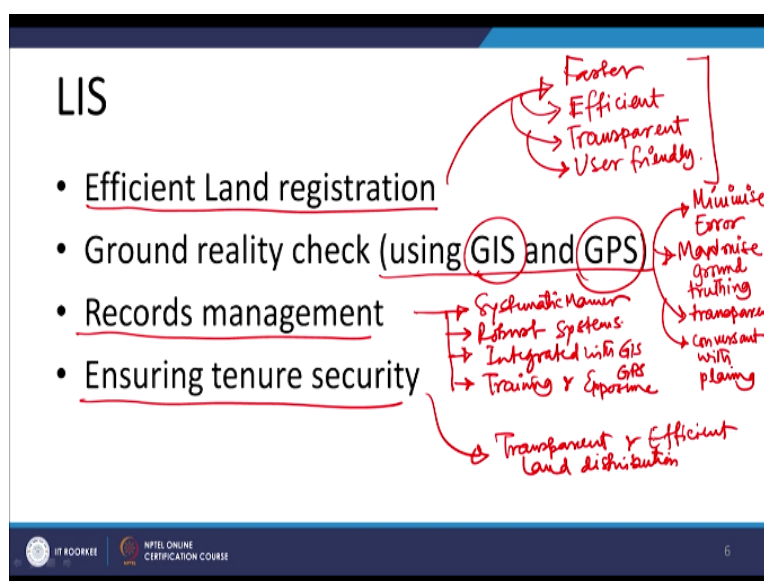 LIS
• Efficient Land registration
• Ground reality check (using GIS and GPS)
• Records management
• Ensuring tenure security
Faster
Efficient
Transparent
User friendly.
Minimise
Error
Maximise
ground
truthing
transparen
conversant
with
planing
Systematic Manner
Robust Systems.
Integrated with GIS
GPS
Training & Exposure
Transparent & Efficient
Land distribution
IIT ROORKEE
NPTEL ONLINE
CERTIFICATION COURSE
6